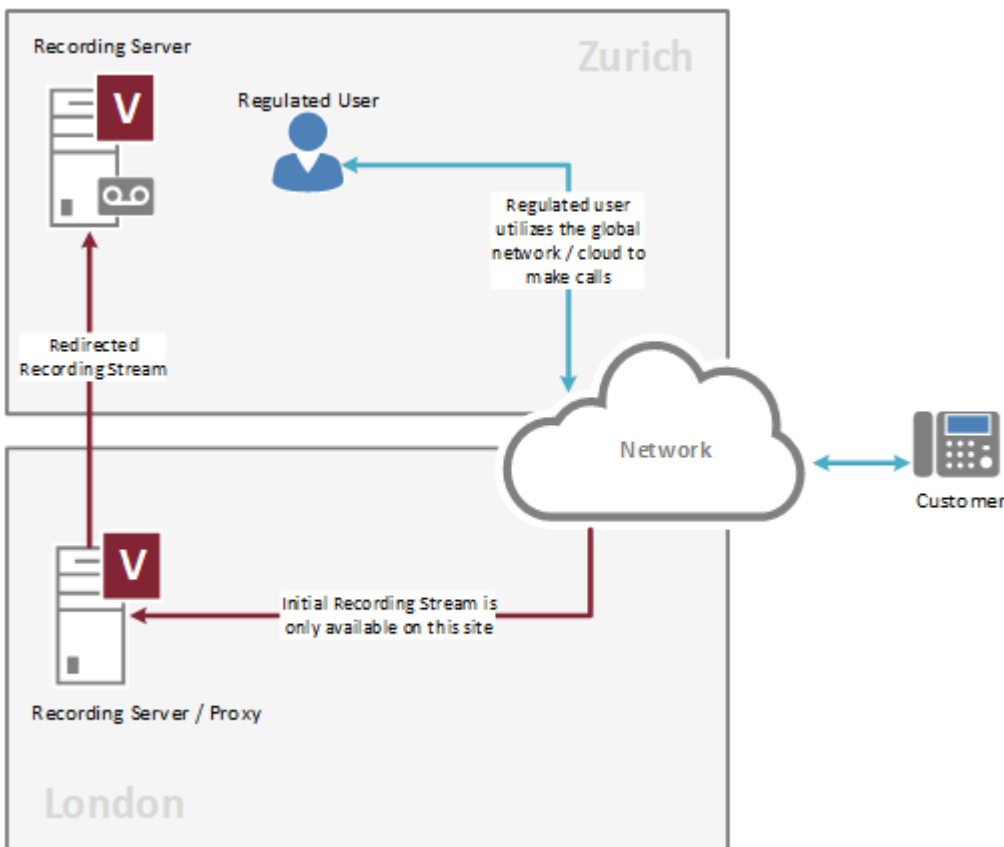 Recording Server
Zurich
V
Regulated User
Regulated user
utilizes the global
network / cloud to
make calls
Redirected
Recording Stream
Network
Customer
V
Initial Recording Stream is
only available on this site
Recording Server / Proxy
London